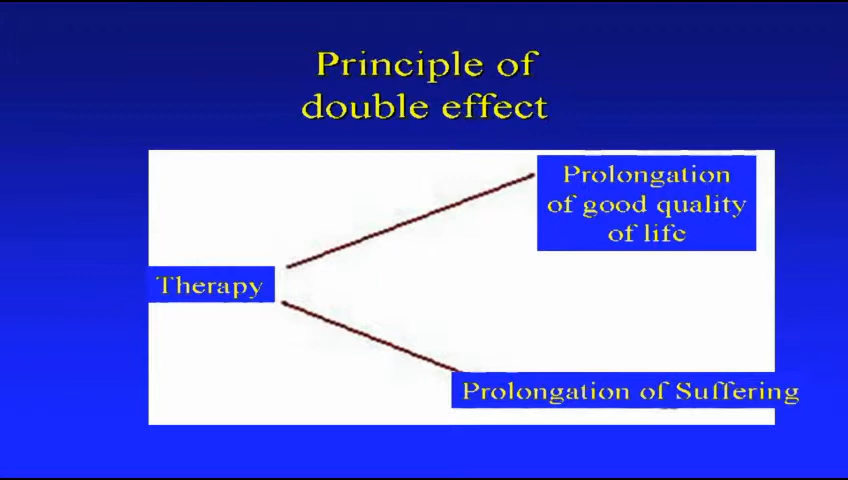 Principle of
double effect
Prolongation
of good quality
of life
Therapy
Prolongation of Suffering